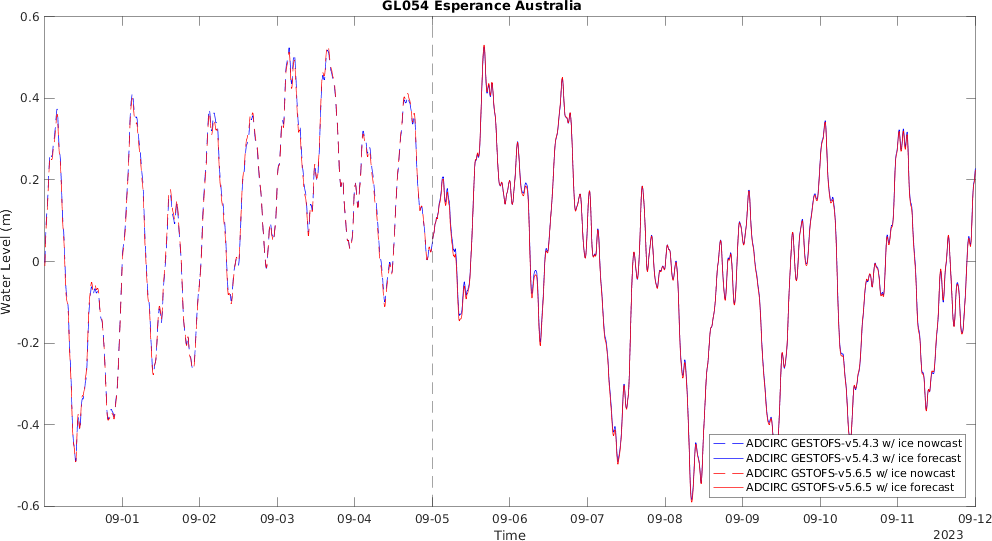 GL054 Esperance Australia
Water Level (m)
0.6
0.4
0.2
0
-0.2
-0.4
-0.6
ADCIRC GESTOFS-v5.4.3 w/ ice nowcast
ADCIRC GESTOFS-v5.4.3 w/ ice forecast
ADCIRC GSTOFS-v5.6.5 w/ ice nowcast
ADCIRC GSTOFS-v5.6.5 w/ ice forecast
09-01 09-02 09-03 09-04 09-05 09-06 09-07 09-08 09-09 09-10 09-11 09-12
Time
2023